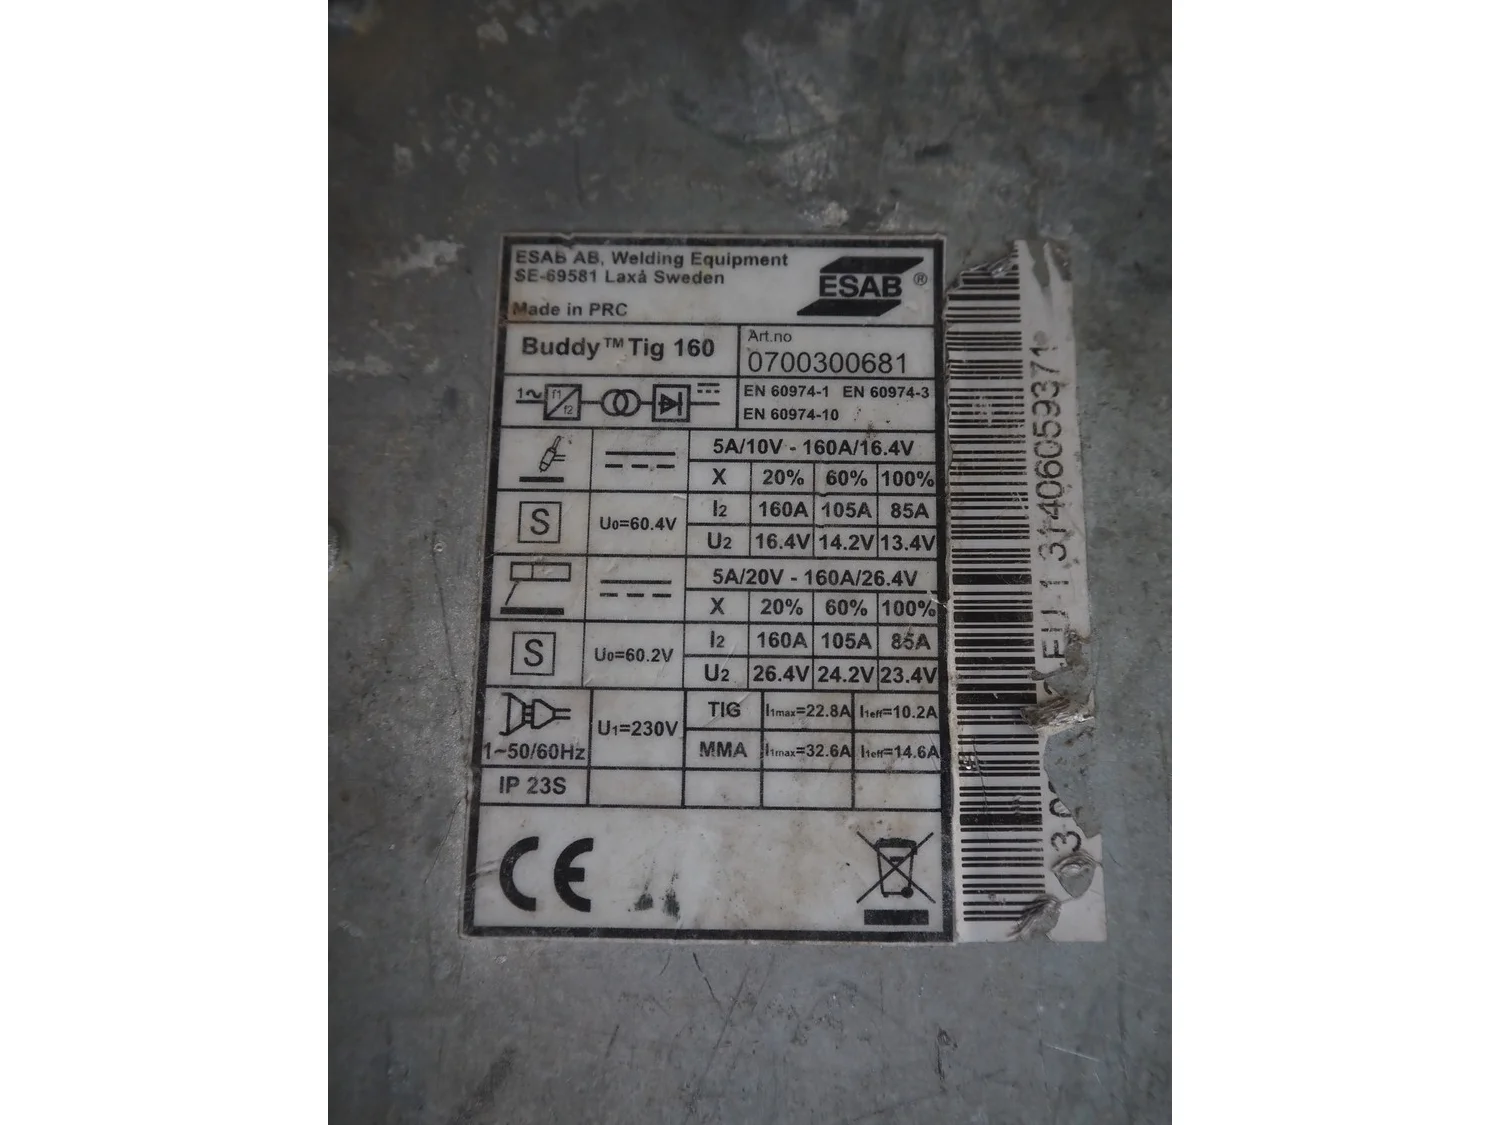 ESAB AB, Welding Equipment
SE-69581 Laxå Sweden
Made in PRC
ESAB ®
Buddy™ Tig 160
Art.no
0700300681
1~ f1 f2
EN 60974-1 EN 60974-3
EN 60974-10
5A/10V - 160A/16.4V
X 20% 60% 100%
S U0=60.4V
I2 160A 105A 85A
U2 16.4V 14.2V 13.4V
5A/20V - 160A/26.4V
X 20% 60% 100%
S U0=60.2V
I2 160A 105A 85A
U2 26.4V 24.2V 23.4V
1~50/60Hz
U1=230V
TIG I1max=22.8A I1eff=10.2A
MMA I1max=32.6A I1eff=14.6A
IP 23S
CE